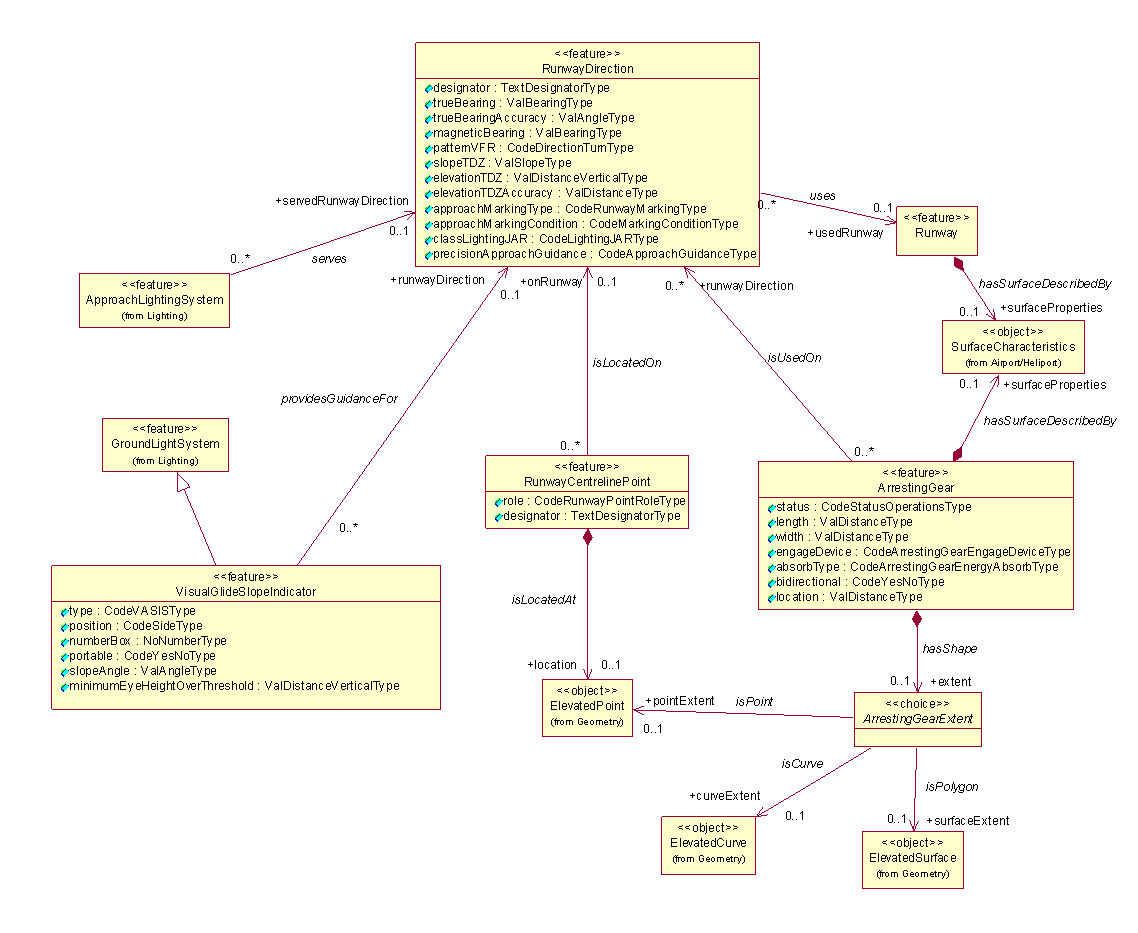 <<feature>>
RunwayDirection
designator : TextDesignatorType
trueBearing : ValBearingType
trueBearingAccuracy : ValAngleType
magneticBearing : ValBearingType
patternVFR : CodeDirectionTurnType
slopeTDZ : ValSlopeType
elevationTDZ : ValDistanceVerticalType
elevationTDZAccuracy : ValDistanceType
approachMarkingType : CodeRunwayMarkingType
approachMarkingCondition : CodeMarkingConditionType
classLightingJAR : CodeLightingJARType
precisionApproachGuidance : CodeApproachGuidanceType
+servedRunwayDirection
0..1
0..*
serves
uses
0..*
0..1
+usedRunway
<<feature>>
Runway
<<feature>>
ApproachLightingSystem
(from Lighting)
+runwayDirection
0..1
+onRunway
0..1
0..*
+runwayDirection
hasSurfaceDescribedBy
+surfaceProperties
0..1
<<object>>
SurfaceCharacteristics
(from Airport/Heliport)
0..1
+surfaceProperties
hasSurfaceDescribedBy
isLocatedOn
isUsedOn
providesGuidanceFor
<<feature>>
GroundLightSystem
(from Lighting)
0..*
0..*
<<feature>>
RunwayCentrelinePoint
role : CodeRunwayPointRoleType
designator : TextDesignatorType
<<feature>>
ArrestingGear
status : CodeStatusOperationsType
length : ValDistanceType
width : ValDistanceType
engageDevice : CodeArrestingGearEngageDeviceType
absorbType : CodeArrestingGearEnergyAbsorbType
bidirectional : CodeYesNoType
location : ValDistanceType
0..*
<<feature>>
VisualGlideSlopeIndicator
type : CodeVASISType
position : CodeSideType
numberBox : NoNumberType
portable : CodeYesNoType
slopeAngle : ValAngleType
minimumEyeHeightOverThreshold : ValDistanceVerticalType
isLocatedAt
+location
0..1
hasShape
0..1
+extent
<<object>>
ElevatedPoint
(from Geometry)
+pointExtent
0..1
isPoint
<<choice>>
ArrestingGearExtent
isCurve
+curveExtent
0..1
isPolygon
0..1
+surfaceExtent
<<object>>
ElevatedCurve
(from Geometry)
<<object>>
ElevatedSurface
(from Geometry)